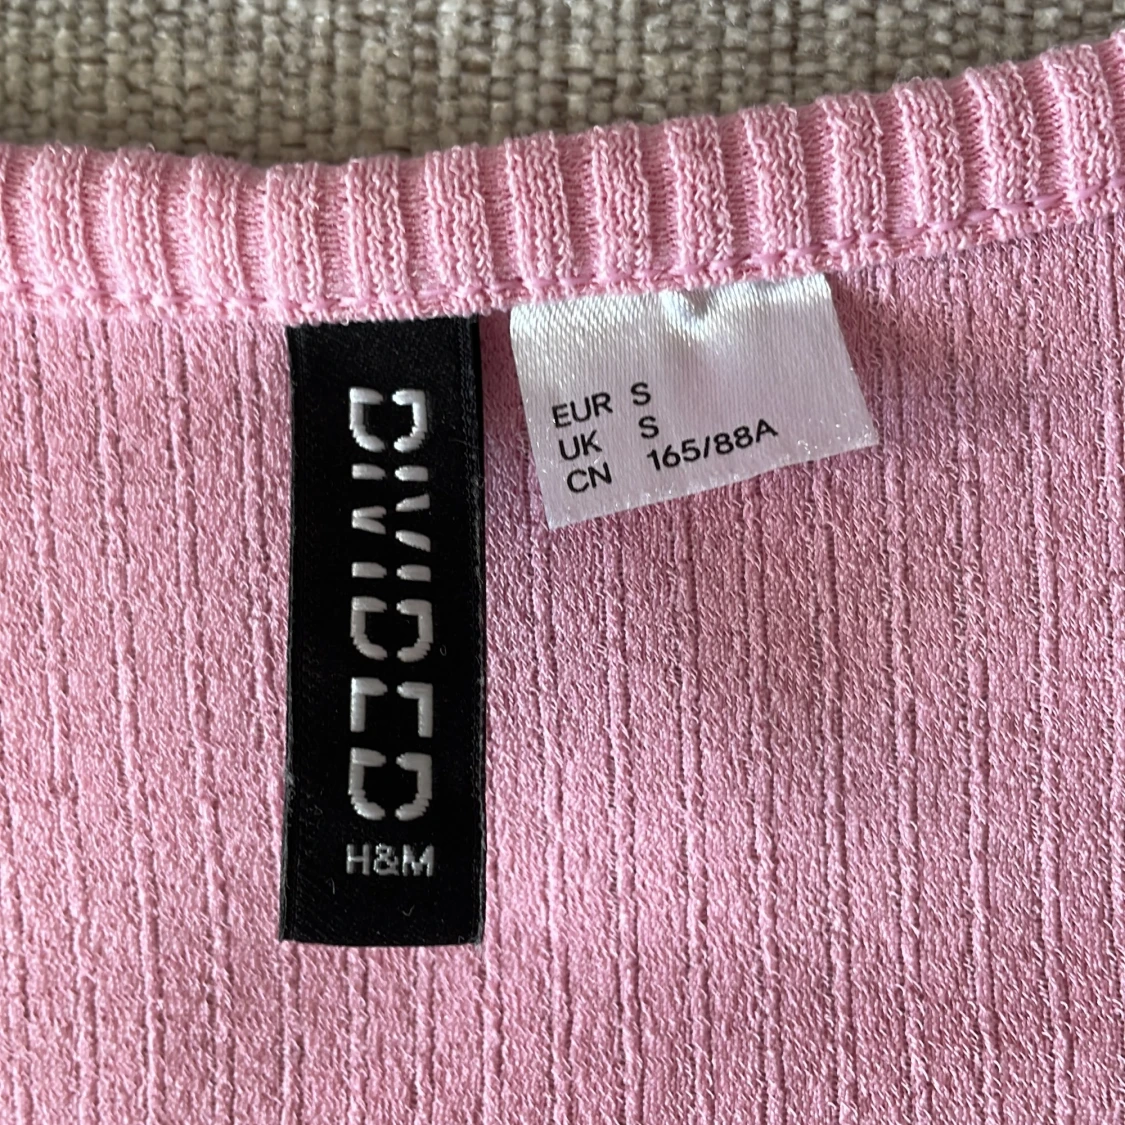 DIVIDED
H&M
EUR S
UK S
CN 165/88A